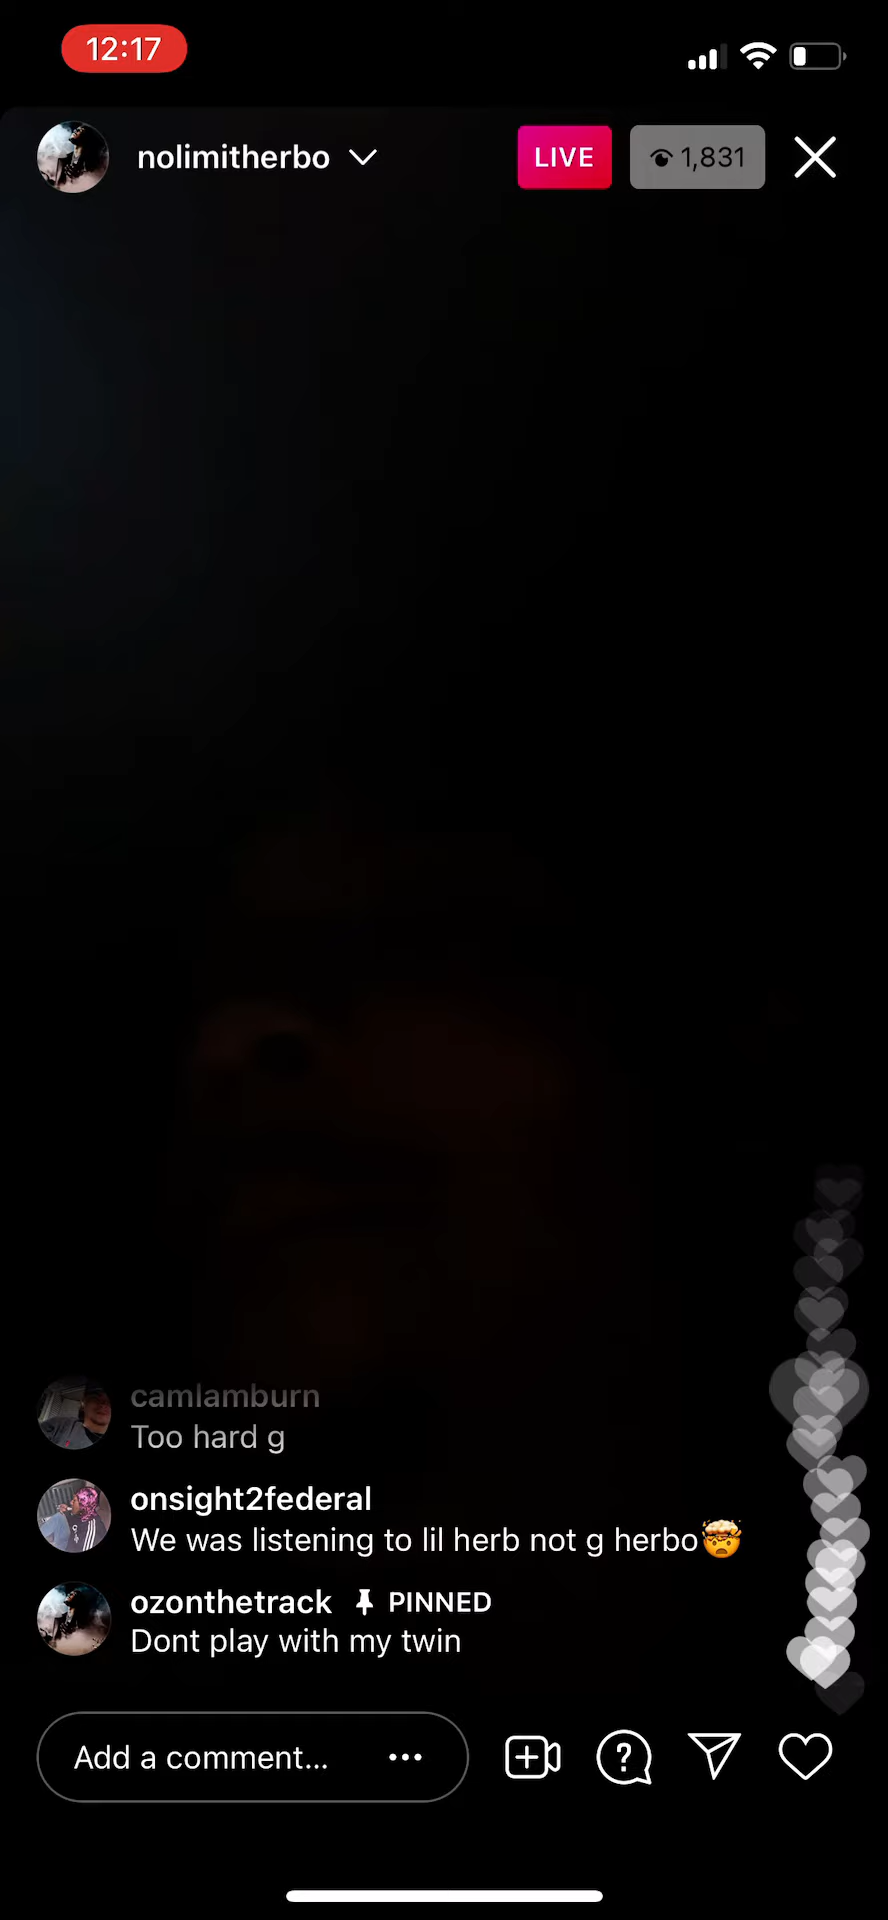 12:17
nolimitherbo
LIVE
1,831
camlamburn
Too hard g
onsight2federal
We was listening to lil herb not g herbo🤯
ozonthetrack PINNED
Dont play with my twin
Add a comment...